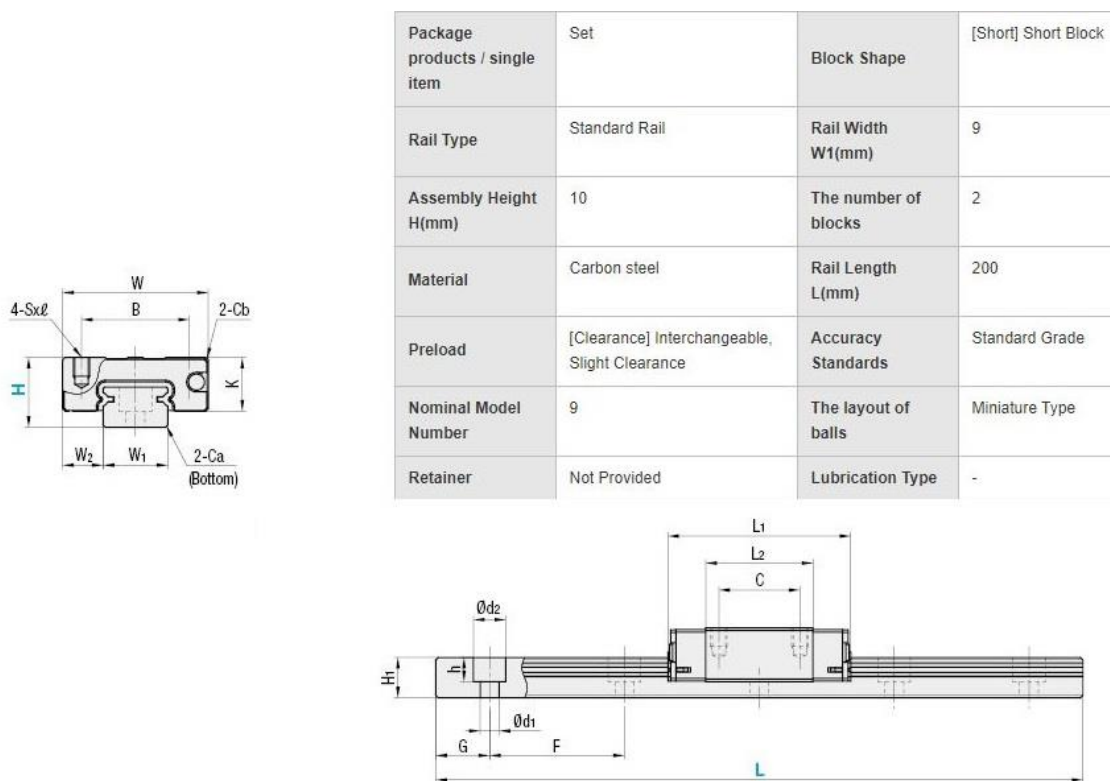 Package products / single item
Set
Block Shape
[Short] Short Block
Rail Type
Standard Rail
Rail Width W1(mm)
9
Assembly Height H(mm)
10
The number of blocks
2
Material
Carbon steel
Rail Length L(mm)
200
Preload
[Clearance] Interchangeable, Slight Clearance
Accuracy Standards
Standard Grade
Nominal Model Number
9
The layout of balls
Miniature Type
Retainer
Not Provided
Lubrication Type
-
W
4-Sxℓ
B
2-Cb
H
K
W2
W1
2-Ca
(Bottom)
L1
L2
C
Ød2
H1
h
Ød1
G
F
L